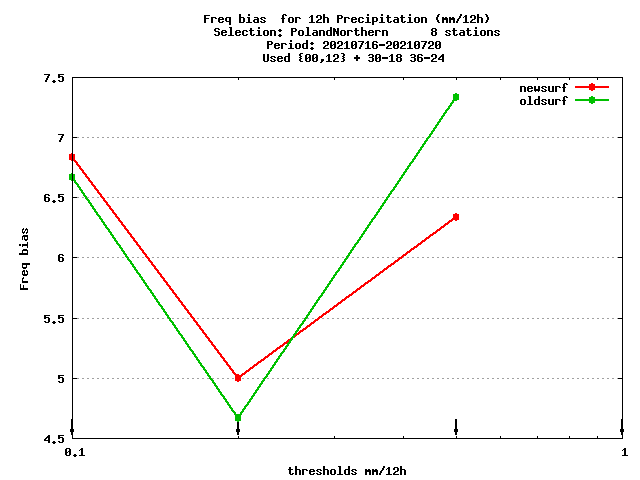 Freq bias  for 12h Precipitation (mm/12h)
Selection: PolandNorthern      8 stations
Period: 20210716-20210720
Used {00,12} + 30-18 36-24
newsurf
oldsurf
7.5
7
6.5
6
5.5
5
4.5
Freq bias
0.1
1
thresholds mm/12h